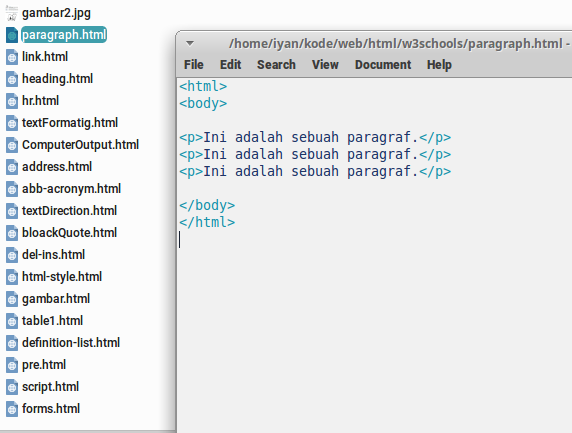 gambar2.jpg
paragraph.html
link.html
heading.html
hr.html
textFormatig.html
ComputerOutput.html
address.html
abb-acronym.html
textDirection.html
bloackQuote.html
del-ins.html
html-style.html
gambar.html
table1.html
definition-list.html
pre.html
script.html
forms.html
/home/iyan/kode/web/html/w3schools/paragraph.html -
File Edit Search View Document Help
<html>
<body>
<p>Ini adalah sebuah paragraf.</p>
<p>Ini adalah sebuah paragraf.</p>
<p>Ini adalah sebuah paragraf.</p>
</body>
</html>